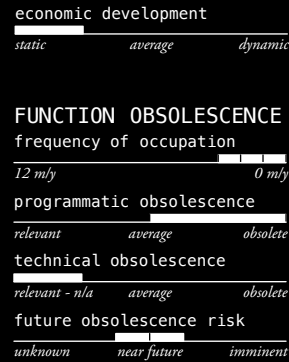 economic development
static average dynamic
FUNCTION OBSOLESCENCE
frequency of occupation
12 m/y 0 m/y
programmatic obsolescence
relevant average obsolete
technical obsolescence
relevant - n/a average obsolete
future obsolescence risk
unknown near future imminent